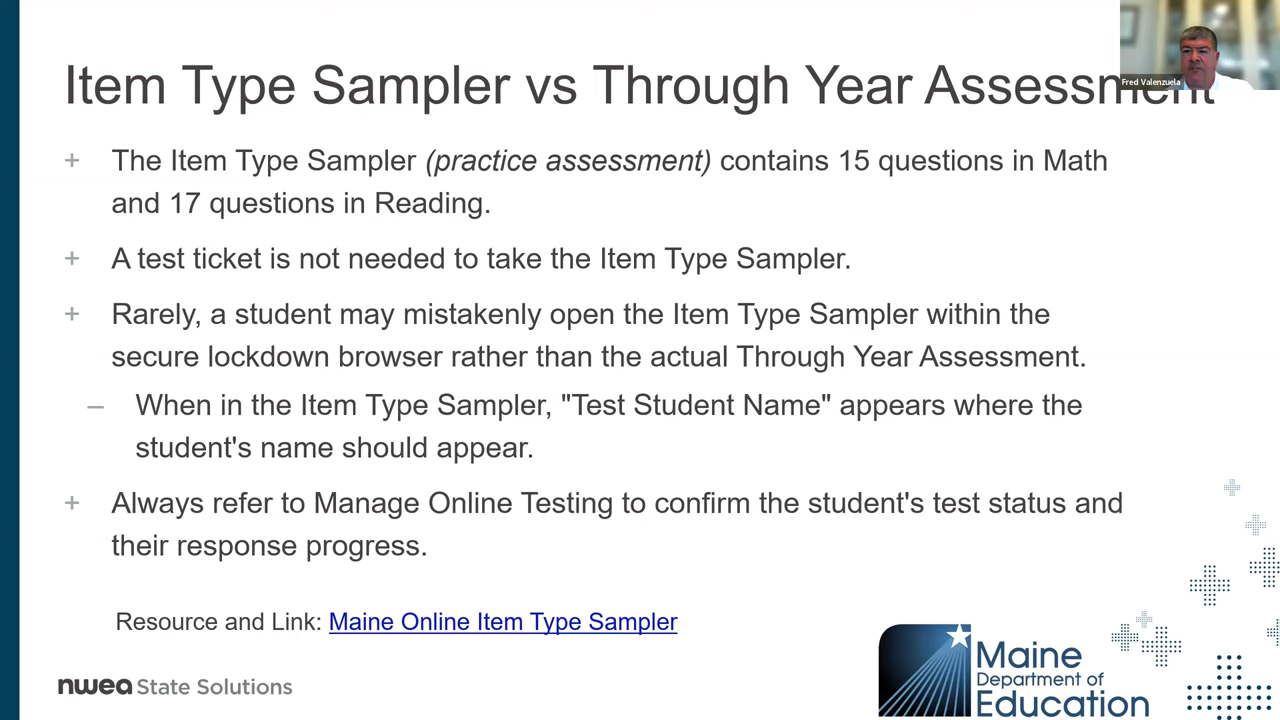 Item Type Sampler vs Through Year Assessment
Fred Valenzuela
+ The Item Type Sampler (practice assessment) contains 15 questions in Math
and 17 questions in Reading.
+ A test ticket is not needed to take the Item Type Sampler.
+ Rarely, a student may mistakenly open the Item Type Sampler within the
secure lockdown browser rather than the actual Through Year Assessment.
– When in the Item Type Sampler, "Test Student Name" appears where the
student's name should appear.
+ Always refer to Manage Online Testing to confirm the student's test status and
their response progress.
Resource and Link: Maine Online Item Type Sampler
nwea State Solutions
Maine
Department of
Education